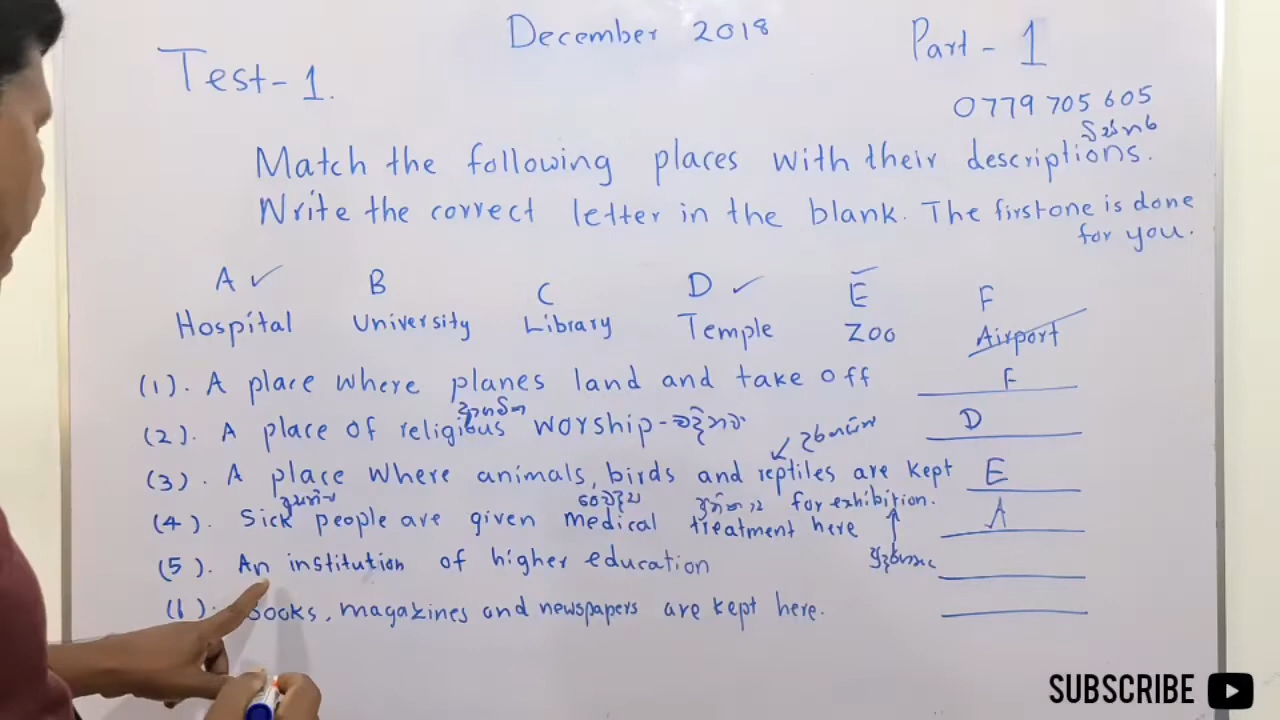 December 2018
Part - 1
Test - 1.
0779 705 605
Match the following places with their descriptions.
Write the correct letter in the blank. The first one is done
for you.
A ✓ B C D ✓ E F
Hospital University Library Temple Zoo Airport
(1). A place where planes land and take off F
(2). A place of religious worship - D
(3). A place where animals, birds and reptiles are kept E
for exhibition.
(4). Sick people are given medical treatment here A
(5). An institution of higher education
books, magazines and newspapers are kept here.
SUBSCRIBE